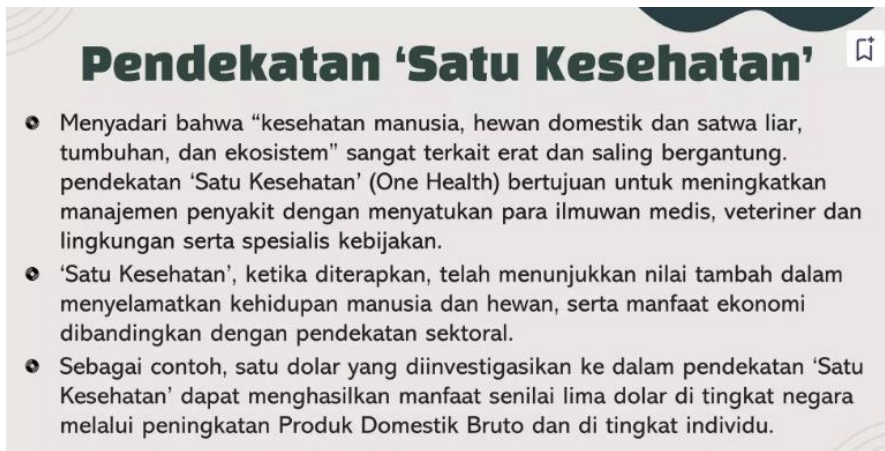 Pendekatan ‘Satu Kesehatan’
Menyadari bahwa “kesehatan manusia, hewan domestik dan satwa liar,
tumbuhan, dan ekosistem” sangat terkait erat dan saling bergantung.
pendekatan ‘Satu Kesehatan’ (One Health) bertujuan untuk meningkatkan
manajemen penyakit dengan menyatukan para ilmuwan medis, veteriner dan
lingkungan serta spesialis kebijakan.
‘Satu Kesehatan’, ketika diterapkan, telah menunjukkan nilai tambah dalam
menyelamatkan kehidupan manusia dan hewan, serta manfaat ekonomi
dibandingkan dengan pendekatan sektoral.
Sebagai contoh, satu dolar yang diinvestigasikan ke dalam pendekatan ‘Satu
Kesehatan’ dapat menghasilkan manfaat senilai lima dolar di tingkat negara
melalui peningkatan Produk Domestik Bruto dan di tingkat individu.